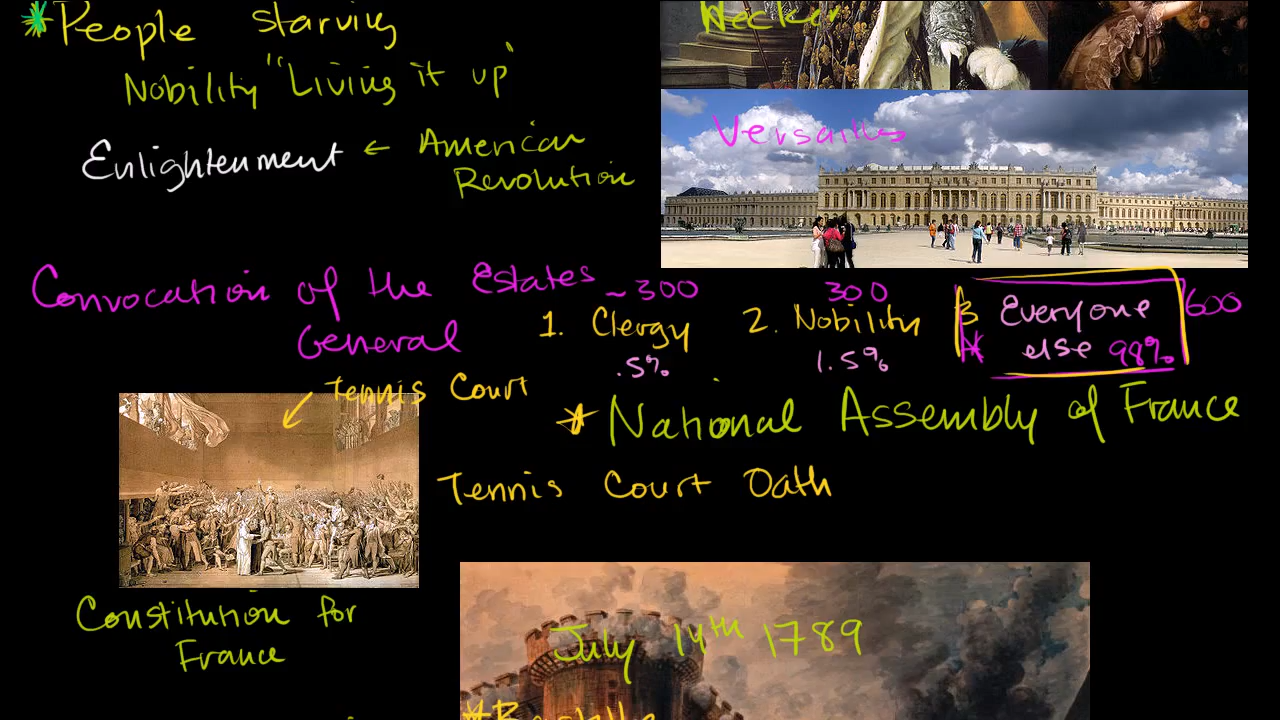 Necker
* People starving
Nobility "Living it up"
Enlightenment ← American
Revolution
Versailles
Convocation of the Estates
General
~300
1. Clergy
.5%
300
2. Nobility
1.5%
3 Everyone
else 98%
600
Tennis Court
* National Assembly of France
Tennis Court Oath
Constitution for
France
July 14th 1789